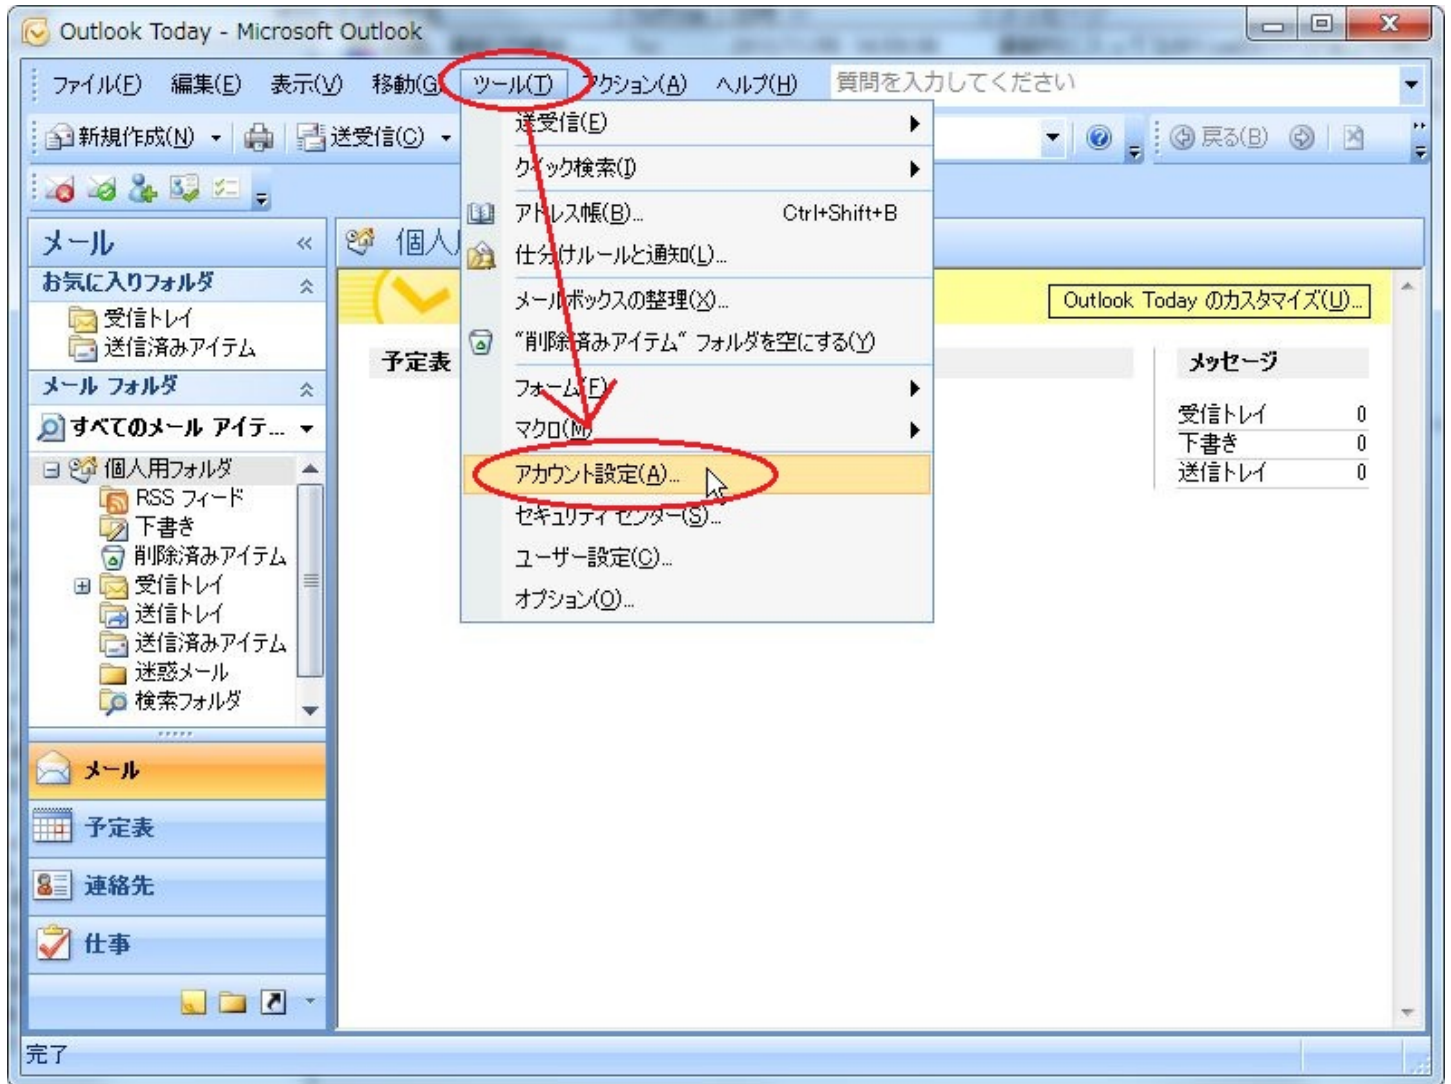 Outlook Today - Microsoft Outlook
ファイル(F) 編集(E) 表示(V) 移動(G) ツール(T) アクション(A) ヘルプ(H) 質問を入力してください
新規作成(N) 送受信(C) 戻る(B)
送受信(E)
クイック検索(I)
アドレス帳(B)... Ctrl+Shift+B
仕分けルールと通知(L)...
メールボックスの整理(X)...
"削除済みアイテム" フォルダを空にする(Y)
フォーム(F)
マクロ(M)
アカウント設定(A)...
セキュリティ センター(S)...
ユーザー設定(C)...
オプション(O)...
メール
お気に入りフォルダ
受信トレイ
送信済みアイテム
メール フォルダ
すべてのメール アイテ...
個人用フォルダ
RSS フィード
下書き
削除済みアイテム
受信トレイ
送信トレイ
送信済みアイテム
迷惑メール
検索フォルダ
メール
予定表
連絡先
仕事
個人
Outlook Today のカスタマイズ(U)...
予定表
メッセージ
受信トレイ 0
下書き 0
送信トレイ 0
完了